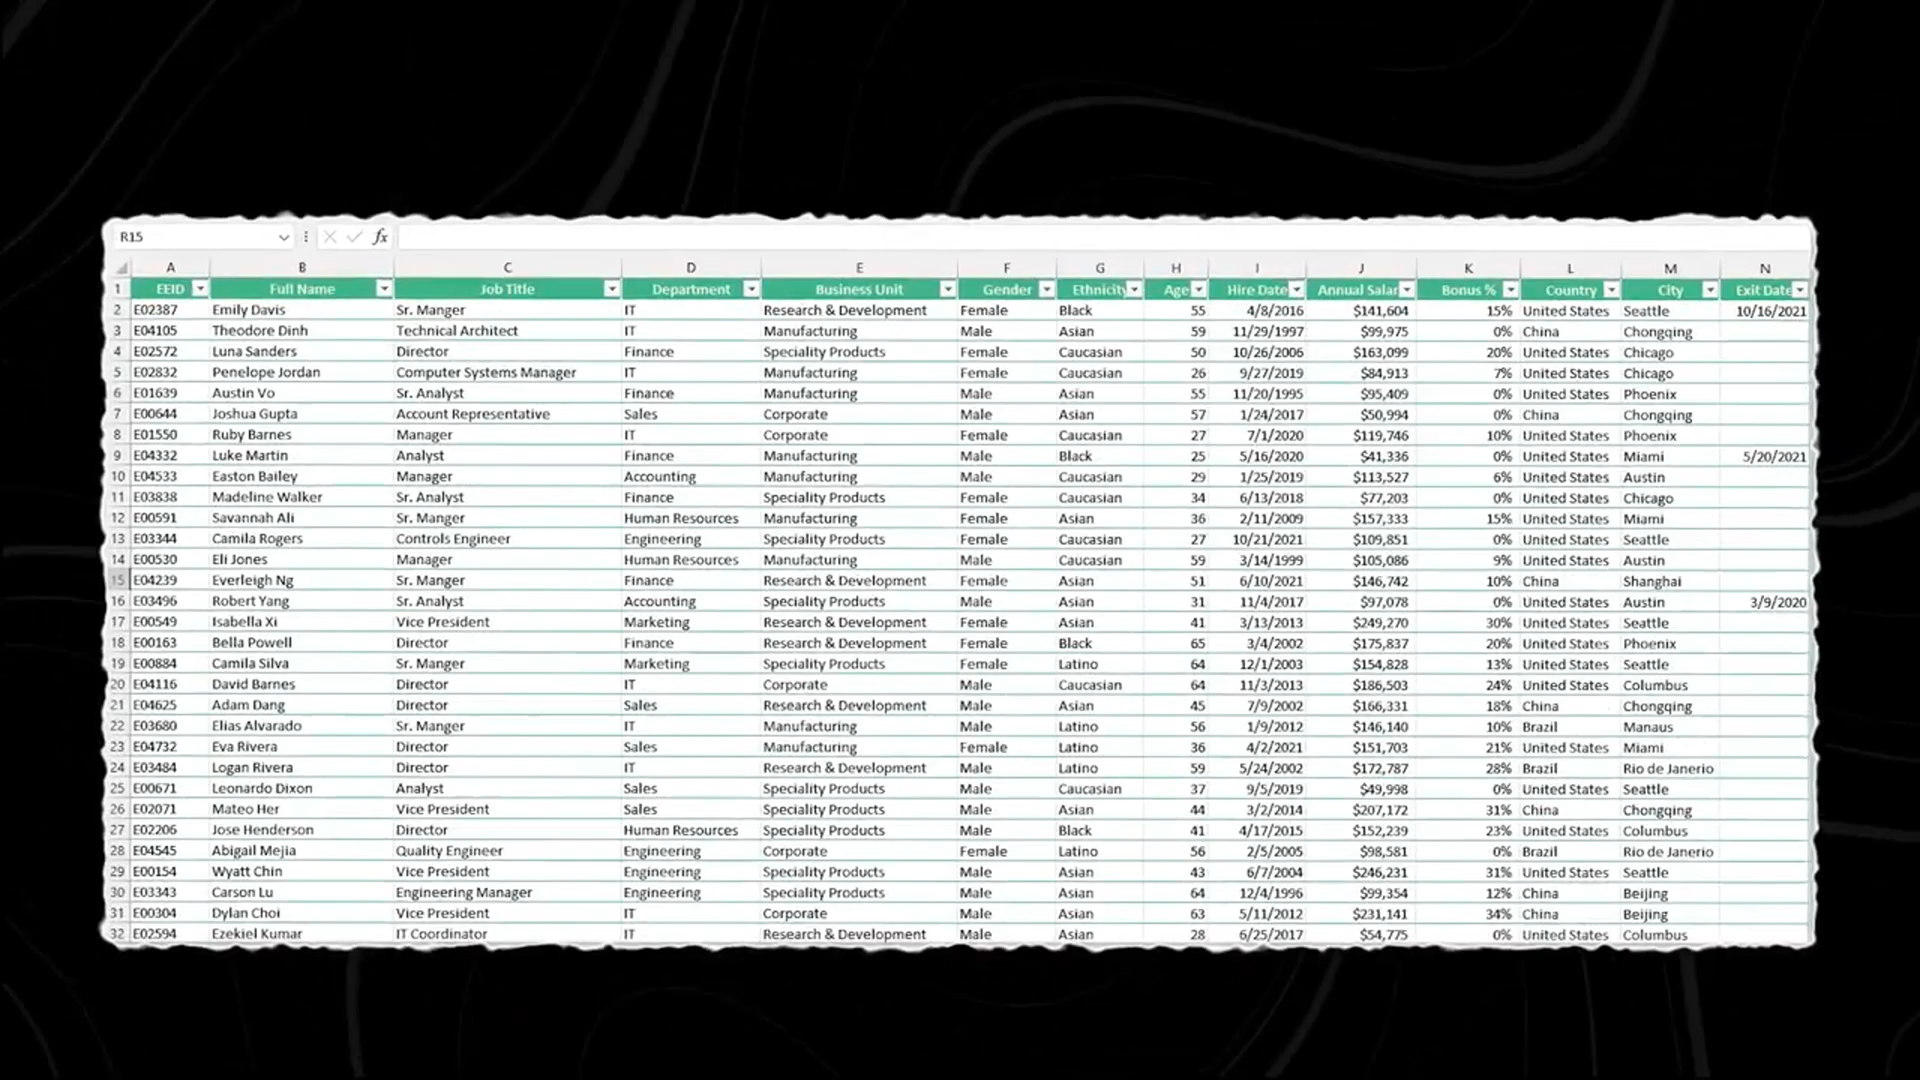 R15 fx
A B C D E F G H I J K L M N
1 EEID Full Name Job Title Department Business Unit Gender Ethnicity Age Hire Date Annual Salar Bonus % Country City Exit Date
2 E02387 Emily Davis Sr. Manger IT Research & Development Female Black 55 4/8/2016 $141,604 15% United States Seattle 10/16/2021
3 E04105 Theodore Dinh Technical Architect IT Manufacturing Male Asian 59 11/29/1997 $99,975 0% China Chongqing
4 E02572 Luna Sanders Director Finance Speciality Products Female Caucasian 50 10/26/2006 $163,099 20% United States Chicago
5 E02832 Penelope Jordan Computer Systems Manager IT Manufacturing Female Caucasian 26 9/27/2019 $84,913 7% United States Chicago
6 E01639 Austin Vo Sr. Analyst Finance Manufacturing Male Asian 55 11/20/1995 $95,409 0% United States Phoenix
7 E00644 Joshua Gupta Account Representative Sales Corporate Male Asian 57 1/24/2017 $50,994 0% China Chongqing
8 E01550 Ruby Barnes Manager IT Corporate Female Caucasian 27 7/1/2020 $119,746 10% United States Phoenix
9 E04332 Luke Martin Analyst Finance Manufacturing Male Black 25 5/16/2020 $41,336 0% United States Miami 5/20/2021
10 E04533 Easton Bailey Manager Accounting Manufacturing Male Caucasian 29 1/25/2019 $113,527 6% United States Austin
11 E03838 Madeline Walker Sr. Analyst Finance Speciality Products Female Caucasian 34 6/13/2018 $77,203 0% United States Chicago
12 E00591 Savannah Ali Sr. Manger Human Resources Manufacturing Female Asian 36 2/11/2009 $157,333 15% United States Miami
13 E03344 Camila Rogers Controls Engineer Engineering Speciality Products Female Caucasian 27 10/21/2021 $109,851 0% United States Seattle
14 E00530 Eli Jones Manager Human Resources Manufacturing Male Caucasian 59 3/14/1999 $105,086 9% United States Austin
15 E04239 Everleigh Ng Sr. Manger Finance Research & Development Female Asian 51 6/10/2021 $146,742 10% China Shanghai
16 E03496 Robert Yang Sr. Analyst Accounting Speciality Products Male Asian 31 11/4/2017 $97,078 0% United States Austin 3/9/2020
17 E00549 Isabella Xi Vice President Marketing Research & Development Female Asian 41 3/13/2013 $249,270 30% United States Seattle
18 E00163 Bella Powell Director Finance Research & Development Female Black 65 3/4/2002 $175,837 20% United States Phoenix
19 E00884 Camila Silva Sr. Manger Marketing Speciality Products Female Latino 64 12/1/2003 $154,828 13% United States Seattle
20 E04116 David Barnes Director IT Corporate Male Caucasian 64 11/3/2013 $186,503 24% United States Columbus
21 E04625 Adam Dang Director Sales Research & Development Male Asian 45 7/9/2002 $166,331 18% China Chongqing
22 E03680 Elias Alvarado Sr. Manger IT Manufacturing Male Latino 56 1/9/2012 $146,140 10% Brazil Manaus
23 E04732 Eva Rivera Director Sales Manufacturing Female Latino 36 4/2/2021 $151,703 21% United States Miami
24 E03484 Logan Rivera Director IT Research & Development Male Latino 59 5/24/2002 $172,787 28% Brazil Rio de Janerio
25 E00671 Leonardo Dixon Analyst Sales Speciality Products Male Caucasian 37 9/5/2019 $49,998 0% United States Seattle
26 E02071 Mateo Her Vice President Sales Speciality Products Male Asian 44 3/2/2014 $207,172 31% China Chongqing
27 E02206 Jose Henderson Director Human Resources Speciality Products Male Black 41 4/17/2015 $152,239 23% United States Columbus
28 E04545 Abigail Mejia Quality Engineer Engineering Corporate Female Latino 56 2/5/2005 $98,581 0% Brazil Rio de Janerio
29 E00154 Wyatt Chin Vice President Engineering Speciality Products Male Asian 43 6/7/2004 $246,231 31% United States Seattle
30 E03343 Carson Lu Engineering Manager Engineering Speciality Products Male Asian 64 12/4/1996 $99,354 12% China Beijing
31 E00304 Dylan Choi Vice President IT Corporate Male Asian 63 5/11/2012 $231,141 34% China Beijing
32 E02594 Ezekiel Kumar IT Coordinator IT Research & Development Male Asian 28 6/25/2017 $54,775 0% United States Columbus